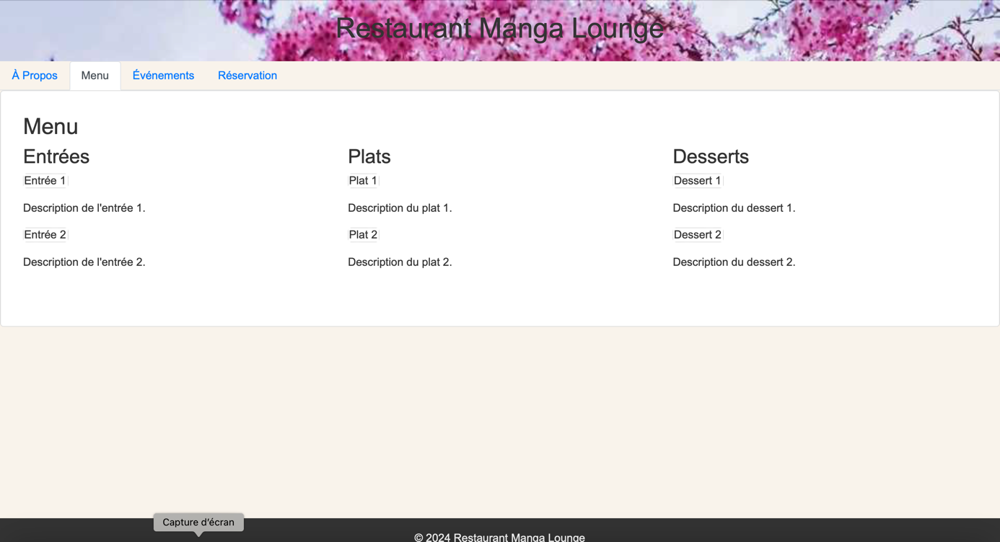 Restaurant Manga Lounge
À Propos Menu Événements Réservation
Menu
Entrées
Entrée 1
Description de l'entrée 1.
Entrée 2
Description de l'entrée 2.
Plats
Plat 1
Description du plat 1.
Plat 2
Description du plat 2.
Desserts
Dessert 1
Description du dessert 1.
Dessert 2
Description du dessert 2.
Capture d'écran
© 2024 Restaurant Manga Lounge